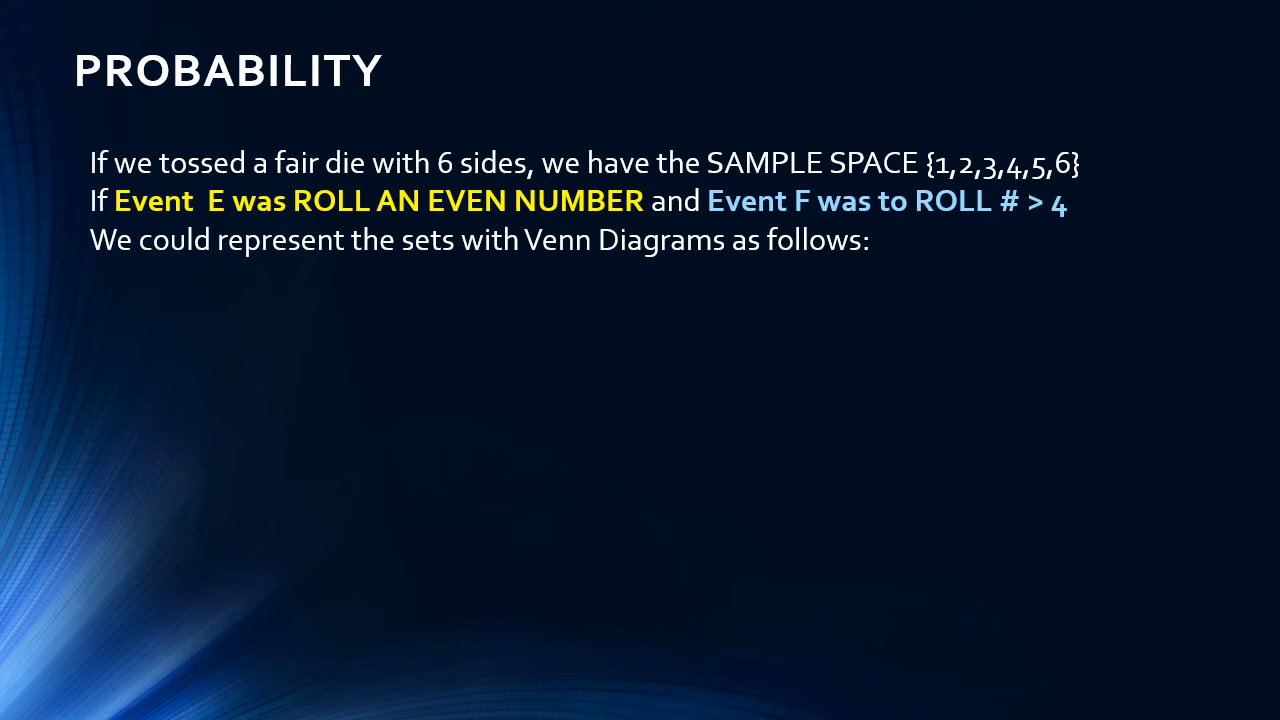 PROBABILITY
If we tossed a fair die with 6 sides, we have the SAMPLE SPACE {1,2,3,4,5,6}
If Event  E was ROLL AN EVEN NUMBER and Event F was to ROLL # > 4
We could represent the sets with Venn Diagrams as follows: